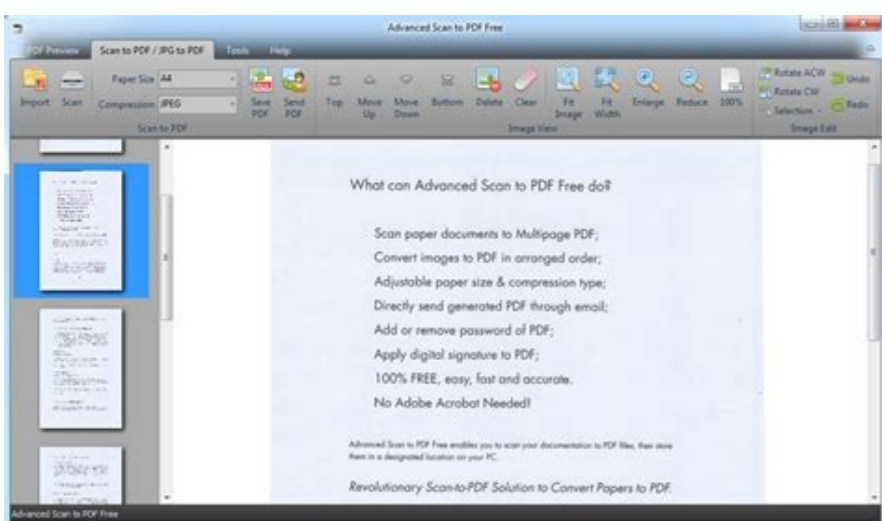 Advanced Scan to PDF Free
PDF Preview
Scan to PDF / JPG to PDF
Tools
Help
Import
Scan
Paper Size A4
Compression JPEG
Save PDF
Send PDF
Scan to PDF
Top
Move Up
Move Down
Bottom
Delete
Clear
Fit Image
Fit Width
Enlarge
Reduce
100%
Image View
Rotate ACW
Rotate CW
Selection
Undo
Redo
Image Edit
What can Advanced Scan to PDF Free do?
Scan paper documents to Multipage PDF;
Convert images to PDF in arranged order;
Adjustable paper size & compression type;
Directly send generated PDF through email;
Add or remove password of PDF;
Apply digital signature to PDF;
100% FREE, easy, fast and accurate.
No Adobe Acrobat Needed!
Advanced Scan to PDF Free enables you to scan your documentation to PDF files, then store
them in a designated location on your PC.
Revolutionary Scan-to-PDF Solution to Convert Papers to PDF.
Advanced Scan to PDF Free